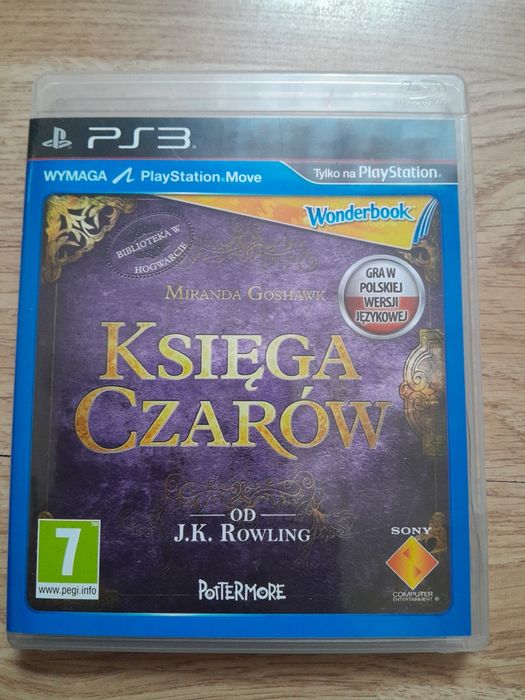 PS3
WYMAGA PlayStation®Move
Tylko na PlayStation®
Wonderbook™
BIBLIOTEKA W
HOGWARCIE
GRA W
POLSKIEJ
WERSJI
JĘZYKOWEJ
MIRANDA GOSHAWK
KSIĘGA
CZARÓW
OD
J.K. ROWLING
7
www.pegi.info
POTTERMORE
SONY
COMPUTER
ENTERTAINMENT®